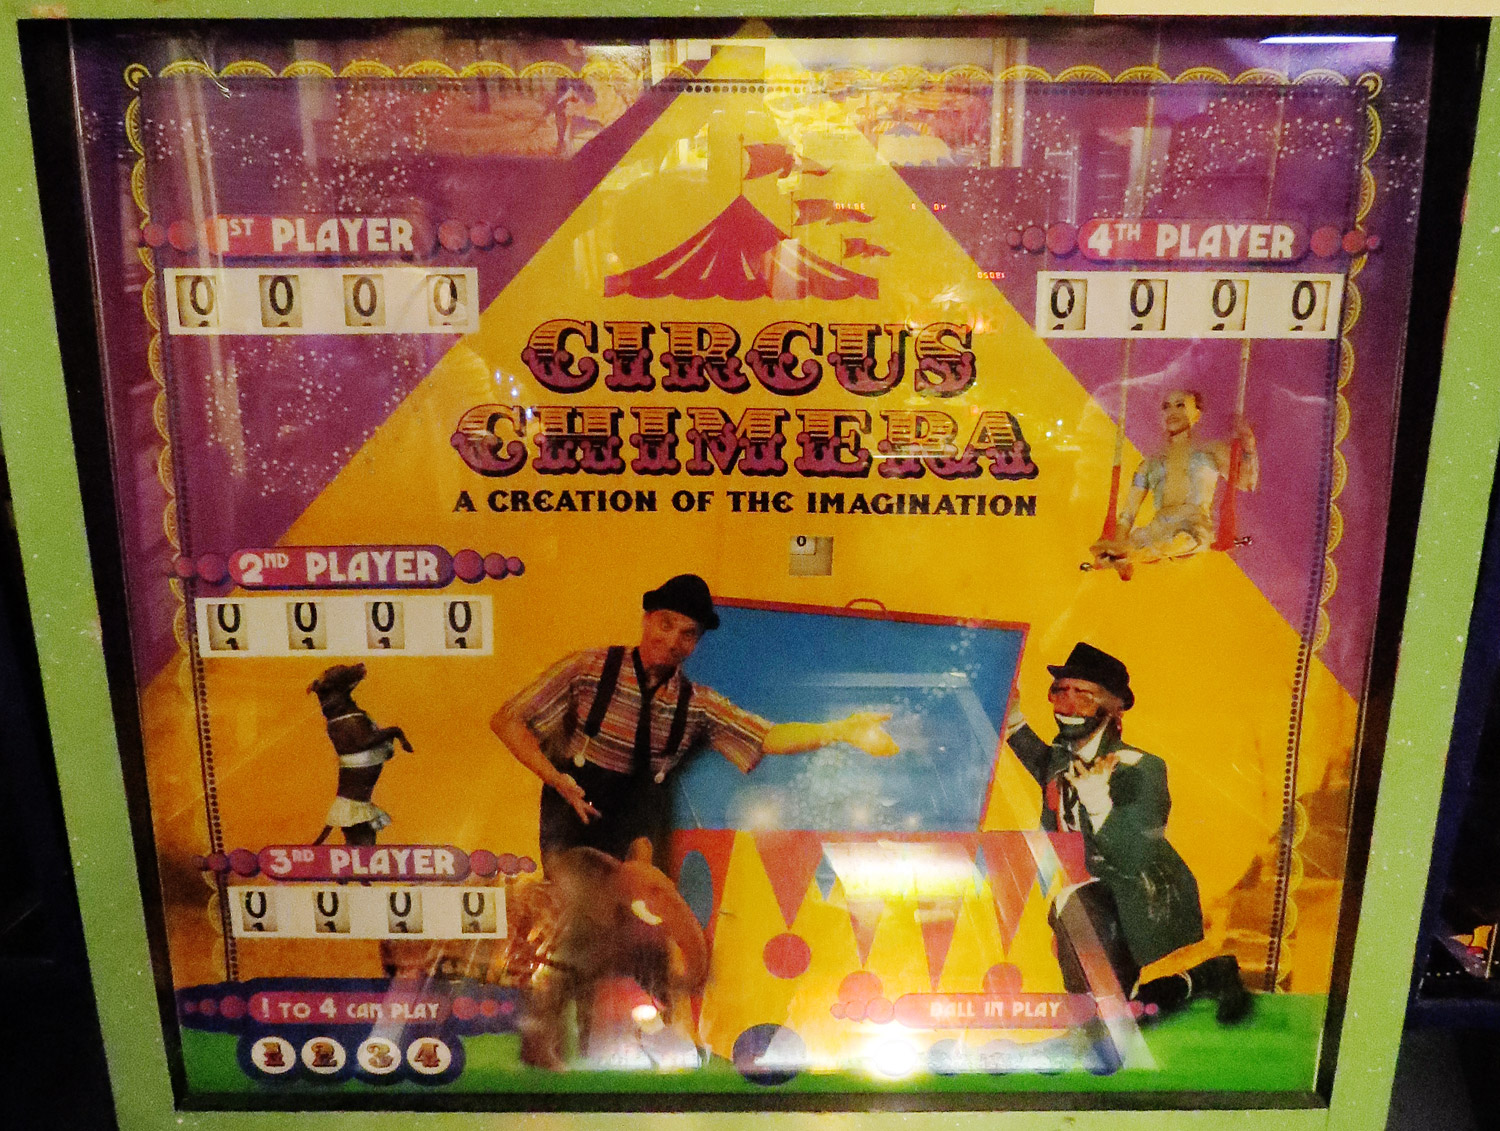 1ST PLAYER
0 0 0 0
4TH PLAYER
0 0 0 0
CIRCUS
CHIMERA
A CREATION OF THE IMAGINATION
0
2ND PLAYER
0 0 0 0
3RD PLAYER
0 0 0 0
1 TO 4 CAN PLAY
1 2 3 4
BALL IN PLAY